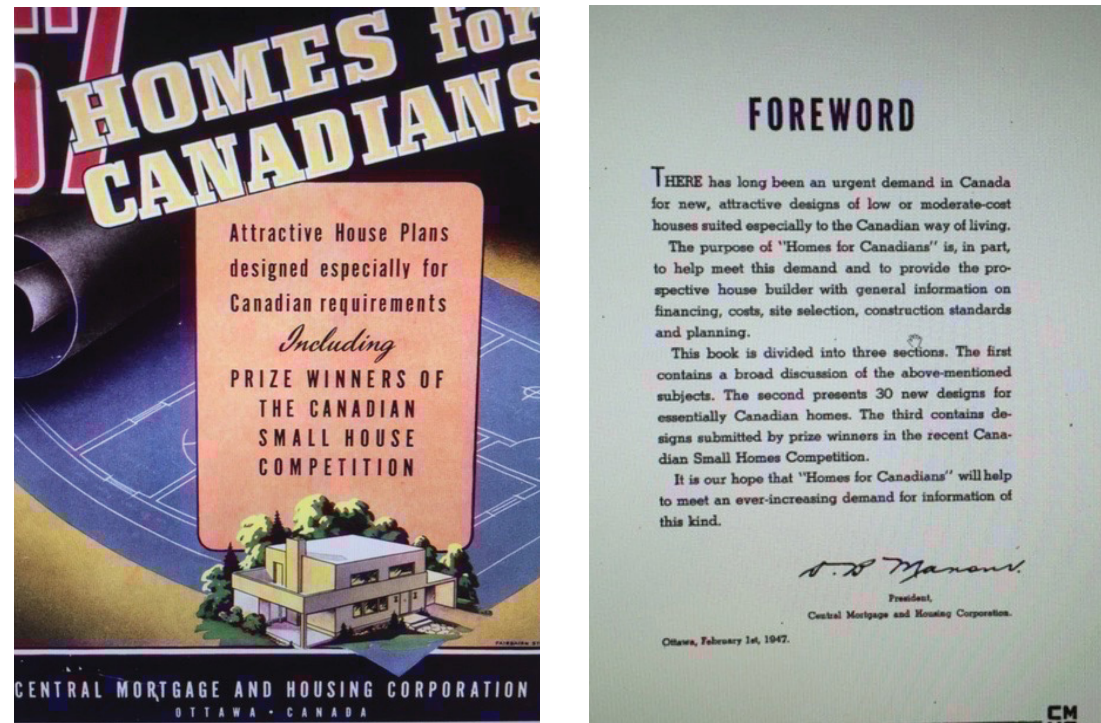 67 HOMES for
CANADIANS
Attractive House Plans
designed especially for
Canadian requirements
Including
PRIZE WINNERS OF
THE CANADIAN
SMALL HOUSE
COMPETITION
CENTRAL MORTGAGE AND HOUSING CORPORATION
OTTAWA • CANADA
FOREWORD
THERE has long been an urgent demand in Canada
for new, attractive designs of low or moderate-cost
houses suited especially to the Canadian way of living.
The purpose of "Homes for Canadians" is, in part,
to help meet this demand and to provide the pro-
spective house builder with general information on
financing, costs, site selection, construction standards
and planning.
This book is divided into three sections. The first
contains a broad discussion of the above-mentioned
subjects. The second presents 30 new designs for
essentially Canadian homes. The third contains de-
signs submitted by prize winners in the recent Cana-
dian Small Homes Competition.
It is our hope that "Homes for Canadians" will help
to meet an ever-increasing demand for information of
this kind.
President,
Central Mortgage and Housing Corporation.
Ottawa, February 1st, 1947.
CM